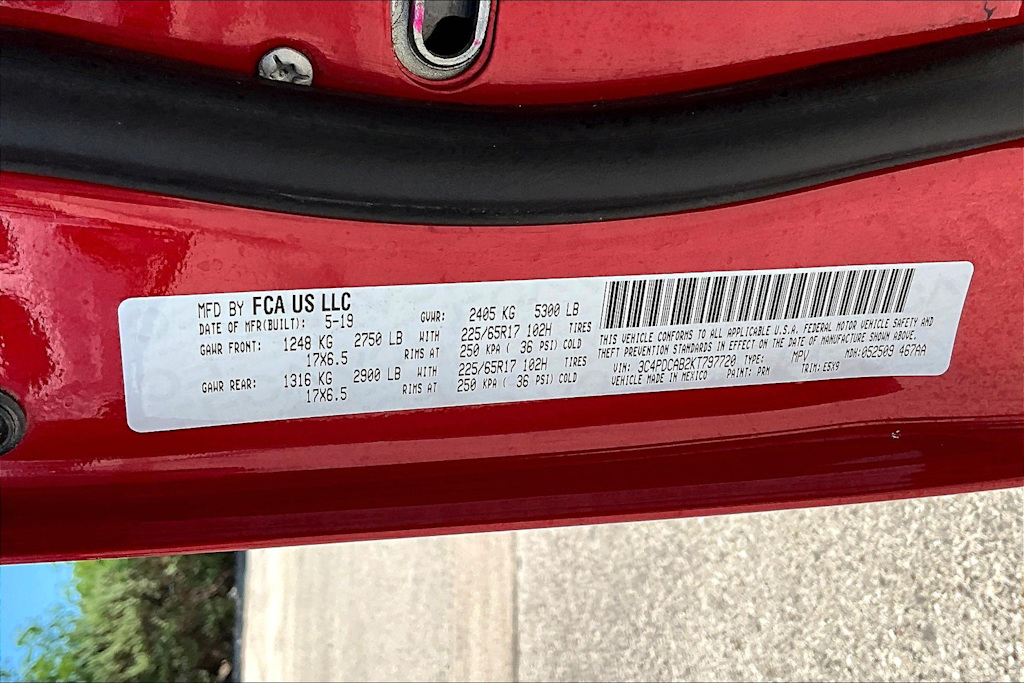 MFD BY FCA US LLC
DATE OF MFR(BUILT): 5-19 GVWR: 2405 KG 5300 LB
GAWR FRONT: 1248 KG 2750 LB WITH 225/65R17 102H TIRES
17X6.5 RIMS AT 250 KPA ( 36 PSI) COLD
GAWR REAR: 1316 KG 2900 LB WITH 225/65R17 102H TIRES
17X6.5 RIMS AT 250 KPA ( 36 PSI) COLD
THIS VEHICLE CONFORMS TO ALL APPLICABLE U.S.A. FEDERAL MOTOR VEHICLE SAFETY AND
THEFT PREVENTION STANDARDS IN EFFECT ON THE DATE OF MANUFACTURE SHOWN ABOVE.
VIN: 3C4PDCAB2KT797720 TYPE: MPV MDH: 052509 467AA
VEHICLE MADE IN MEXICO PAINT: PRM TRIM: E5X9